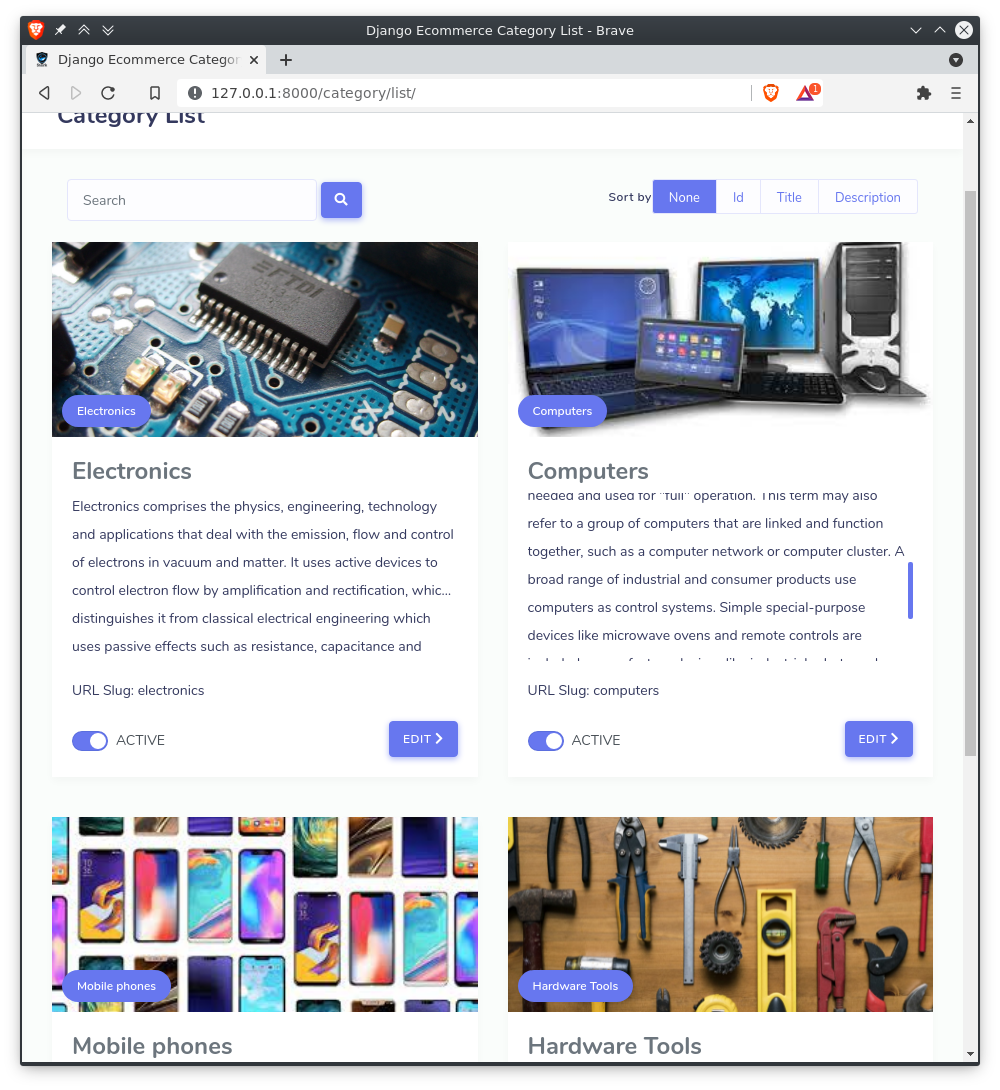 Django Ecommerce Category List - Brave
Django Ecommerce Categor
127.0.0.1:8000/category/list/
1
Category List
Search
Sort by None Id Title Description
FTDI
X4
3
2
X3
Electronics
Electronics
Electronics comprises the physics, engineering, technology
and applications that deal with the emission, flow and control
of electrons in vacuum and matter. It uses active devices to
control electron flow by amplification and rectification, whic...
distinguishes it from classical electrical engineering which
uses passive effects such as resistance, capacitance and
URL Slug: electronics
ACTIVE
EDIT
Computers
Computers
needed and used for "full" operation. This term may also
refer to a group of computers that are linked and function
together, such as a computer network or computer cluster. A
broad range of industrial and consumer products use
computers as control systems. Simple special-purpose
devices like microwave ovens and remote controls are
URL Slug: computers
ACTIVE
EDIT
Mobile phones
Mobile phones
Hardware Tools
Hardware Tools